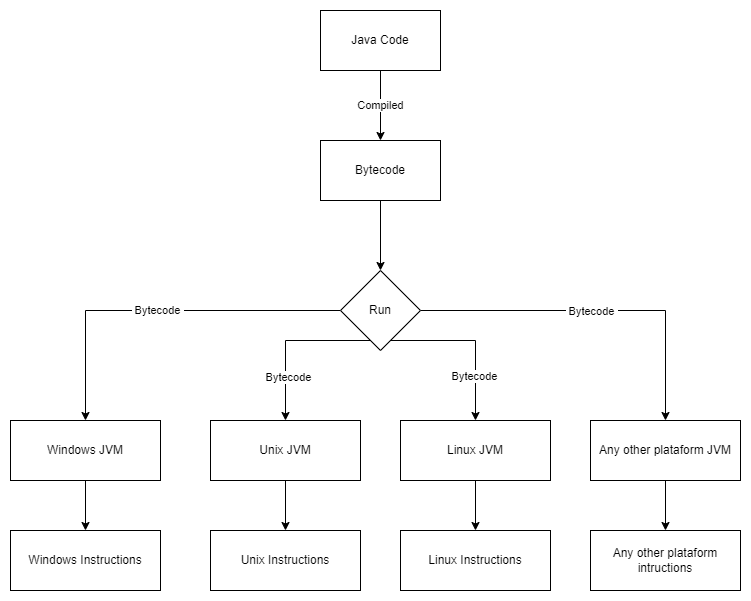 Java Code
Compiled
Bytecode
Run
Bytecode
Bytecode
Bytecode
Bytecode
Windows JVM
Unix JVM
Linux JVM
Any other plataform JVM
Windows Instructions
Unix Instructions
Linux Instructions
Any other plataform
intructions